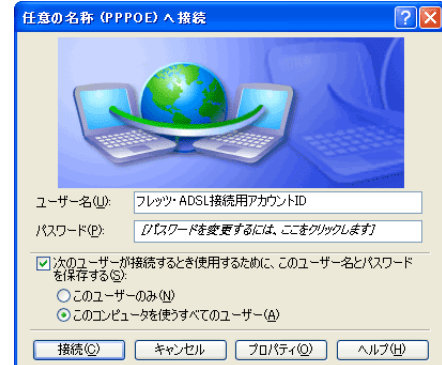 任意の名称 (PPPOE) へ接続
ユーザー名(U):
フレッツ・ADSL接続用アカウントID
パスワード(P):
[パスワードを変更するには、ここをクリックします]
次のユーザーが接続するとき使用するために、このユーザー名とパスワード
を保存する(S):
このユーザーのみ(N)
このコンピュータを使うすべてのユーザー(A)
接続(C) キャンセル プロパティ(O) ヘルプ(H)